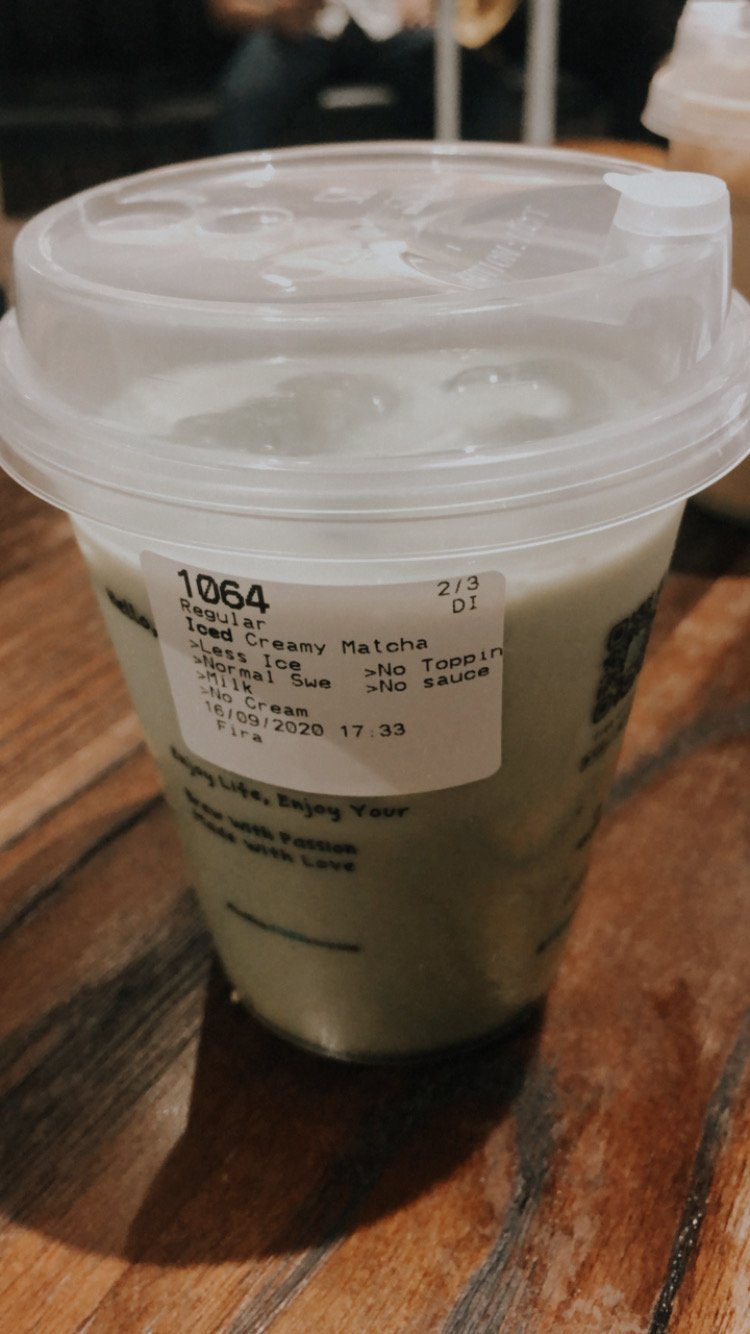 1064
2/3
Regular
DI
Iced Creamy Matcha
>Less Ice >No Toppin
>Normal Swe >No sauce
>Milk
>No Cream
16/09/2020 17:33
Fira
Hello,
Enjoy Life, Enjoy Your
Brew with Passion
Made with Love